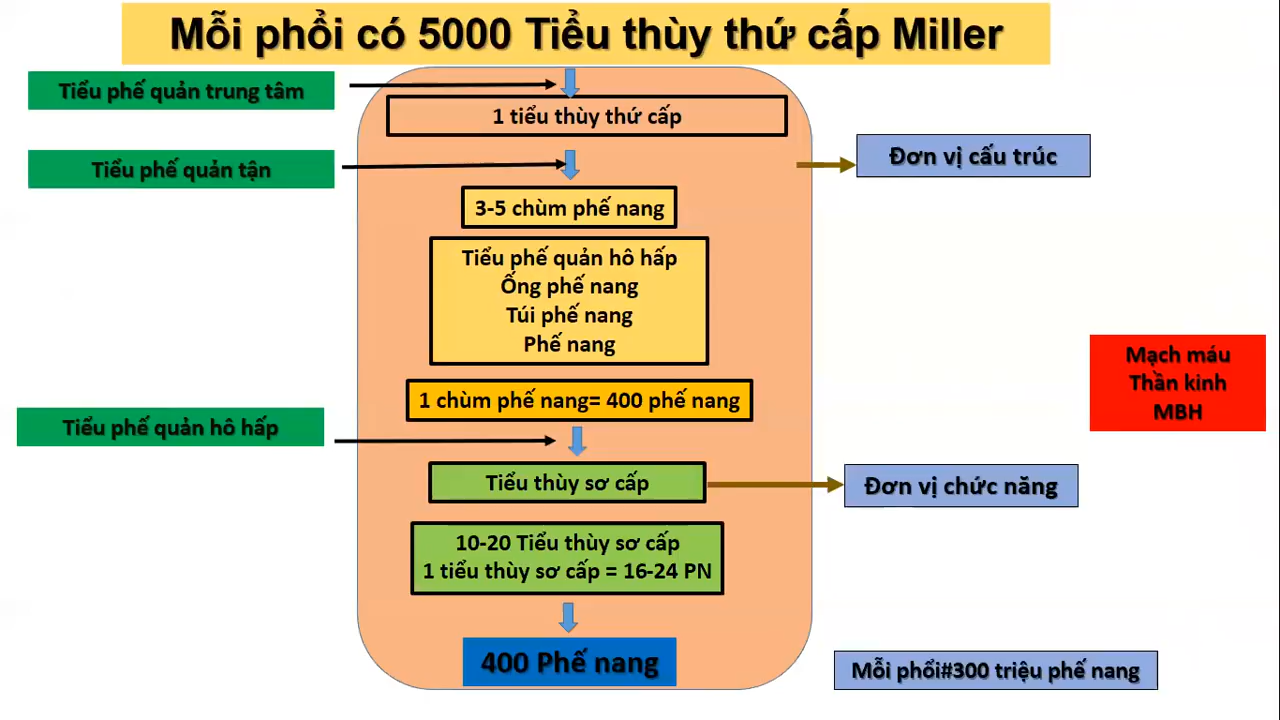 Mỗi phổi có 5000 Tiểu thùy thứ cấp Miller
Tiểu phế quản trung tâm
1 tiểu thùy thứ cấp
Tiểu phế quản tận
Đơn vị cấu trúc
3-5 chùm phế nang
Tiểu phế quản hô hấp
Ống phế nang
Túi phế nang
Phế nang
Mạch máu
Thần kinh
MBH
1 chùm phế nang= 400 phế nang
Tiểu phế quản hô hấp
Tiểu thùy sơ cấp
Đơn vị chức năng
10-20 Tiểu thùy sơ cấp
1 tiểu thùy sơ cấp = 16-24 PN
400 Phế nang
Mỗi phổi#300 triệu phế nang